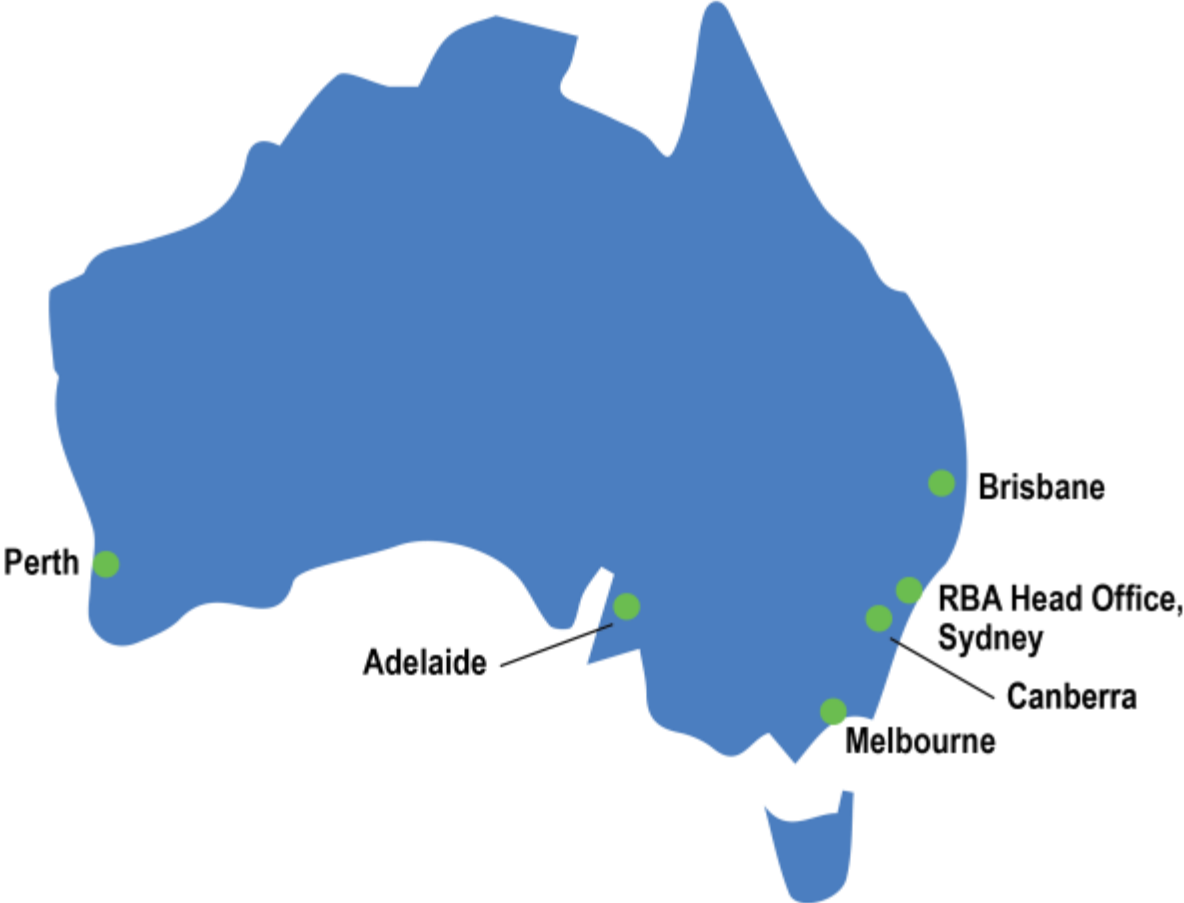 Brisbane
Perth
RBA Head Office,
Sydney
Adelaide
Canberra
Melbourne